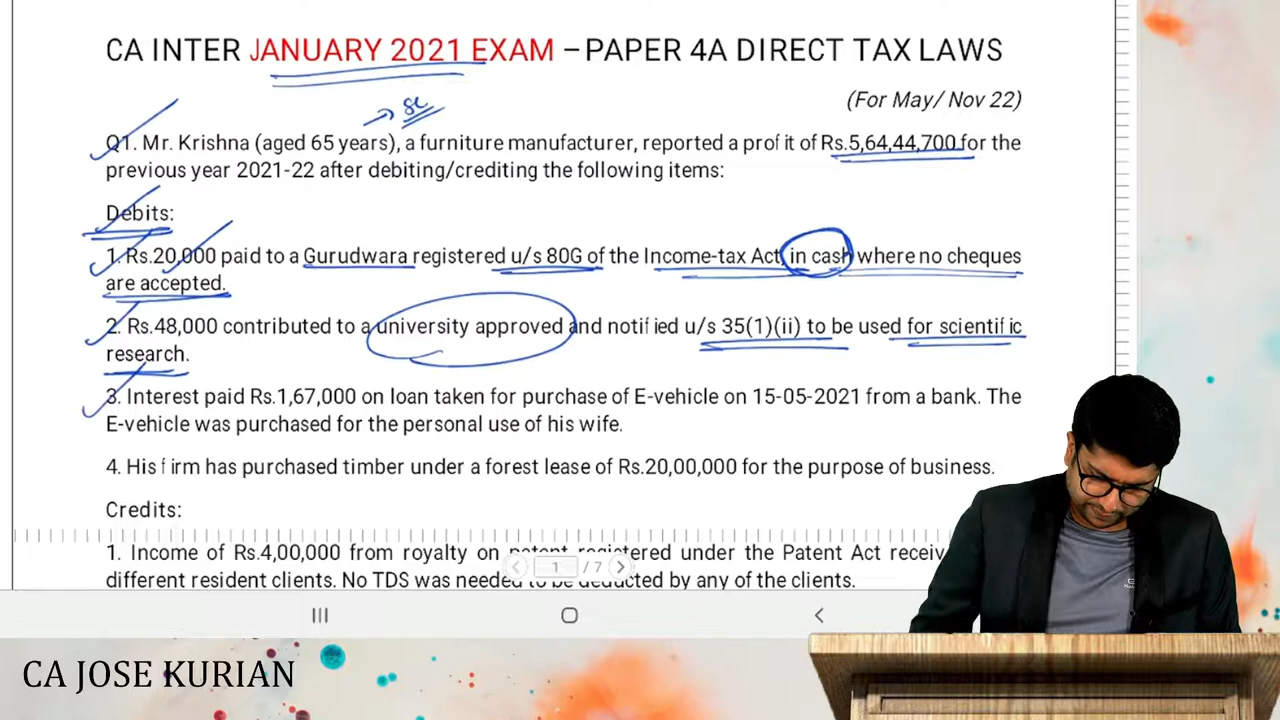 CA INTER JANUARY 2021 EXAM – PAPER 4A DIRECT TAX LAWS
(For May/ Nov 22)
→ SC
Q1. Mr. Krishna (aged 65 years), a furniture manufacturer, reported a profit of Rs.5,64,44,700 for the
previous year 2021-22 after debiting/crediting the following items:
Debits:
1. Rs.20,000 paid to a Gurudwara registered u/s 80G of the Income-tax Act in cash where no cheques
are accepted.
2. Rs.48,000 contributed to a university approved and notified u/s 35(1)(ii) to be used for scientific
research.
3. Interest paid Rs.1,67,000 on loan taken for purchase of E-vehicle on 15-05-2021 from a bank. The
E-vehicle was purchased for the personal use of his wife.
4. His firm has purchased timber under a forest lease of Rs.20,00,000 for the purpose of business.
Credits:
1. Income of Rs.4,00,000 from royalty on patent registered under the Patent Act
different resident clients. No TDS was needed to be deducted by any of the clients.
1 / 7
CA JOSE KURIAN